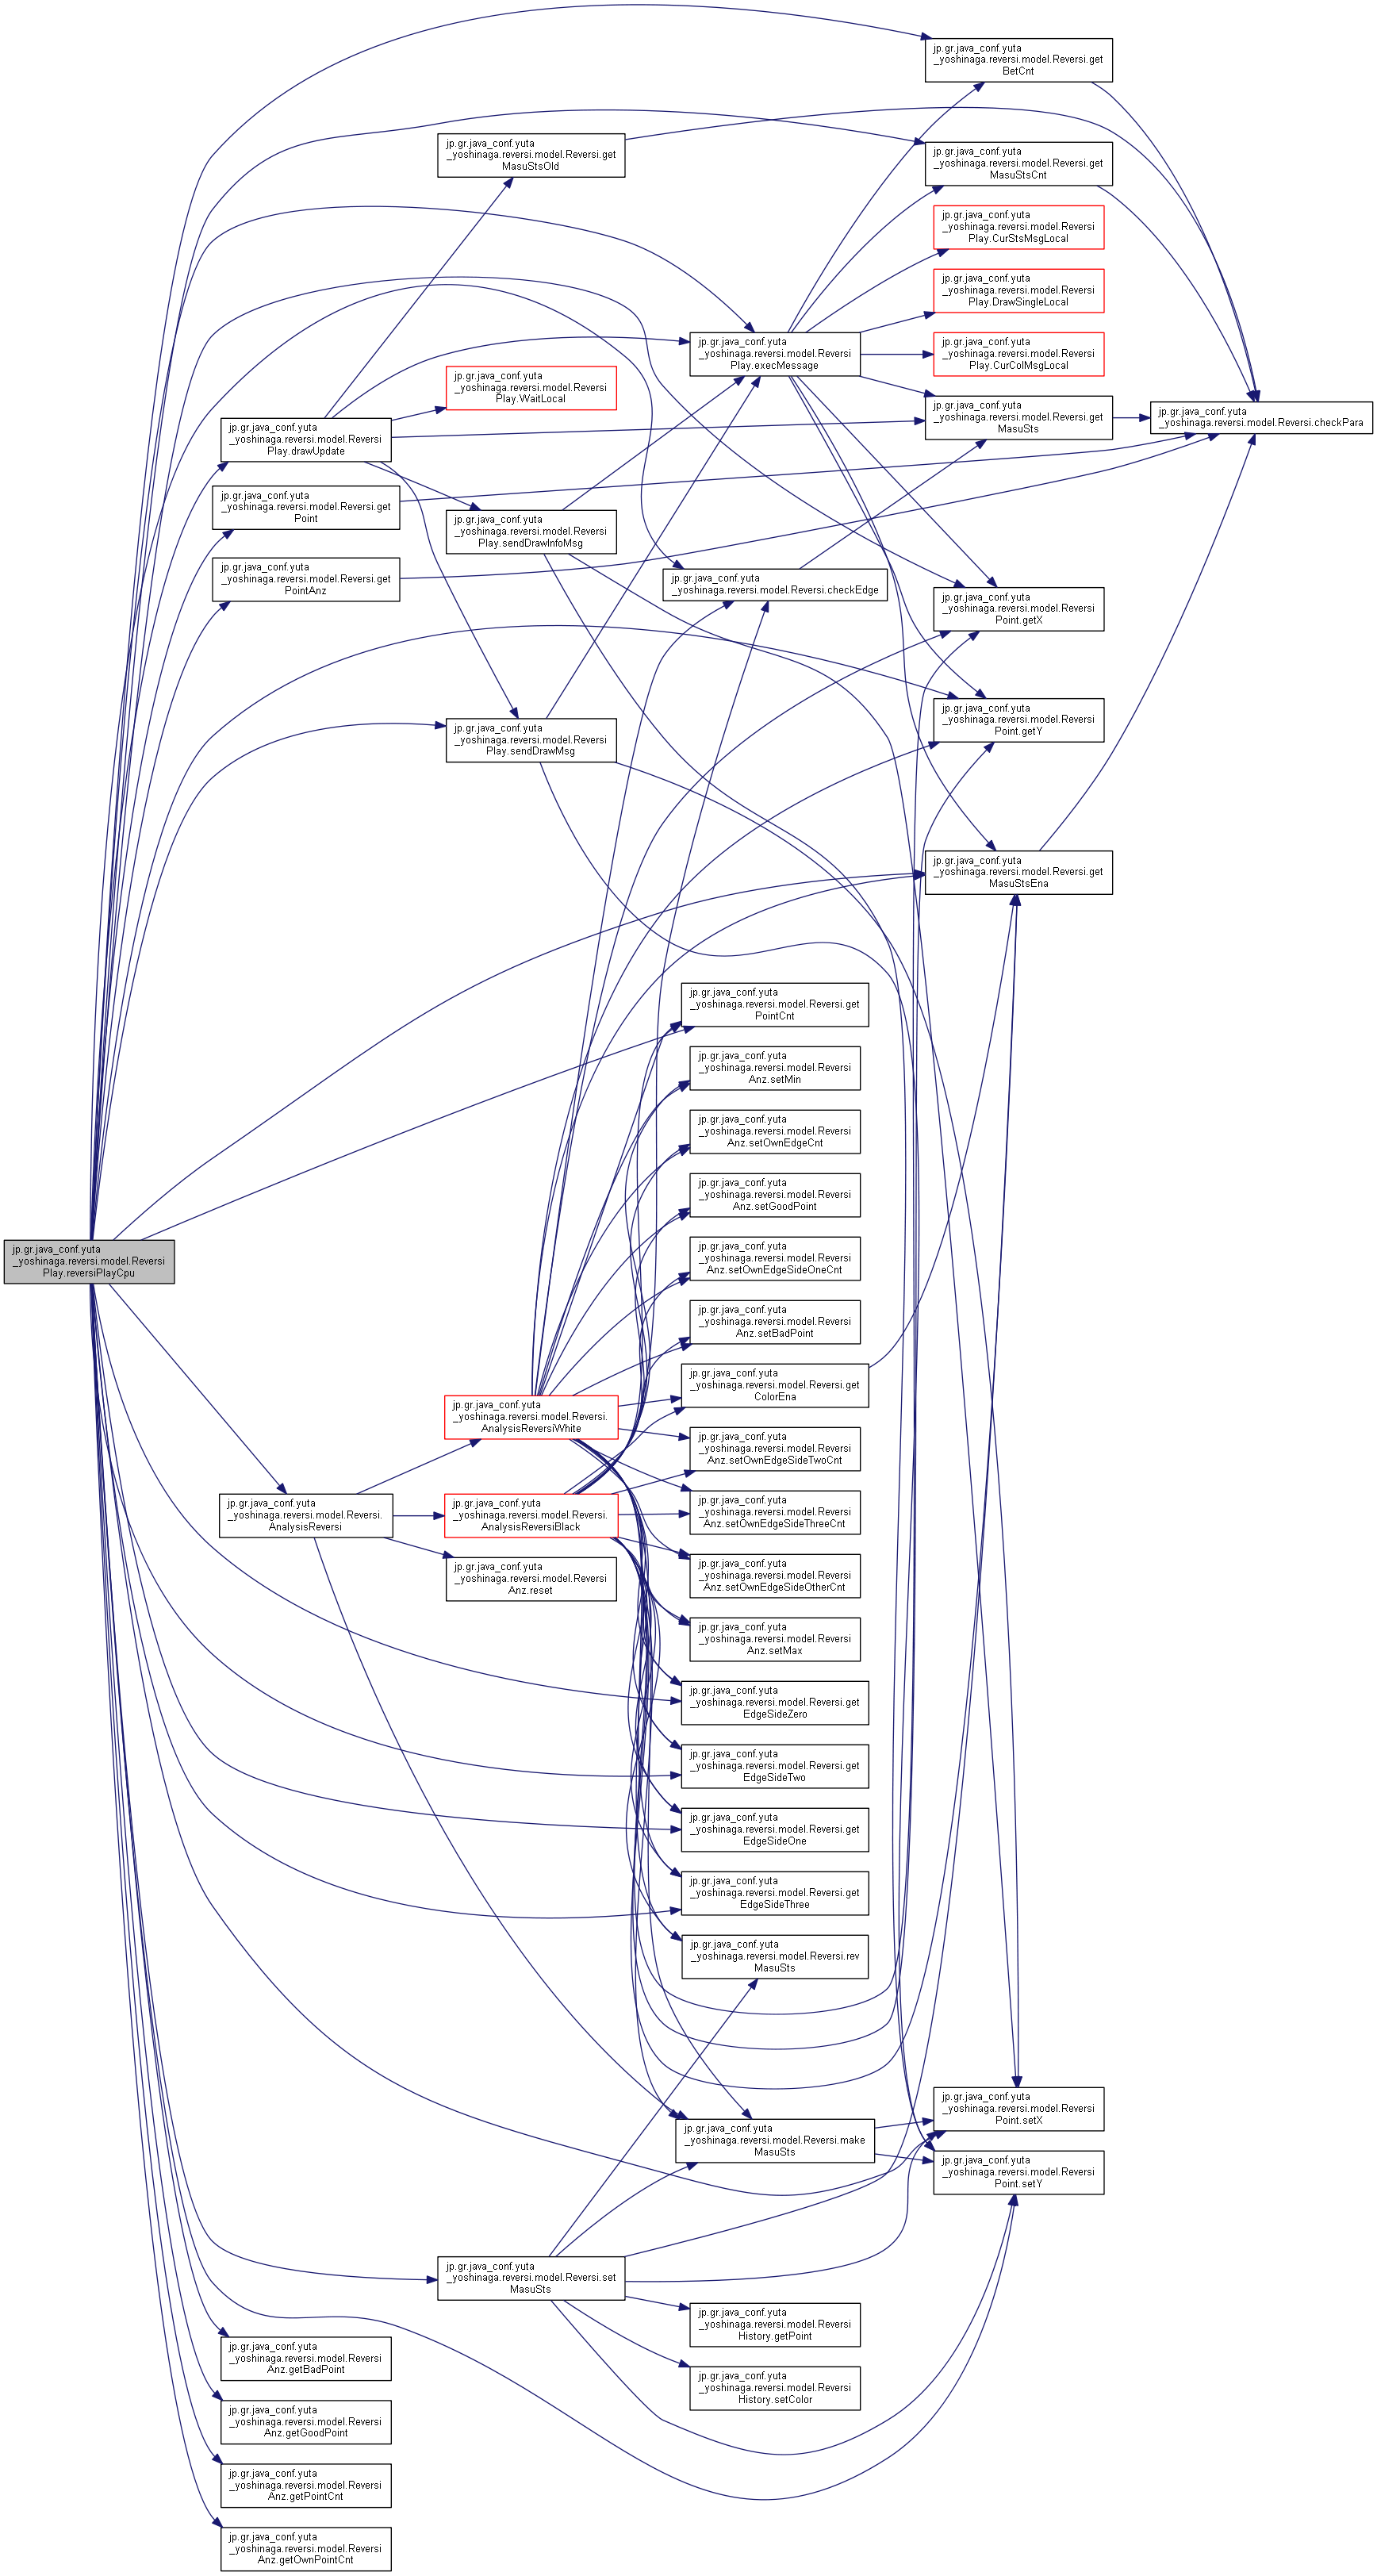 jp.gr.java_conf.yuta
_yoshinaga.reversi.model.Reversi.get
BetCnt
jp.gr.java_conf.yuta
_yoshinaga.reversi.model.Reversi.get
MasuStsOld
jp.gr.java_conf.yuta
_yoshinaga.reversi.model.Reversi.get
MasuStsCnt
jp.gr.java_conf.yuta
_yoshinaga.reversi.model.Reversi
Play.CurStsMsgLocal
jp.gr.java_conf.yuta
_yoshinaga.reversi.model.Reversi
Play.DrawSingleLocal
jp.gr.java_conf.yuta
_yoshinaga.reversi.model.Reversi
Play.execMessage
jp.gr.java_conf.yuta
_yoshinaga.reversi.model.Reversi
Play.CurColMsgLocal
jp.gr.java_conf.yuta
_yoshinaga.reversi.model.Reversi
Play.WaitLocal
jp.gr.java_conf.yuta
_yoshinaga.reversi.model.Reversi.get
MasuSts
jp.gr.java_conf.yuta
_yoshinaga.reversi.model.Reversi.checkPara
jp.gr.java_conf.yuta
_yoshinaga.reversi.model.Reversi
Play.drawUpdate
jp.gr.java_conf.yuta
_yoshinaga.reversi.model.Reversi.get
Point
jp.gr.java_conf.yuta
_yoshinaga.reversi.model.Reversi
Play.sendDrawInfoMsg
jp.gr.java_conf.yuta
_yoshinaga.reversi.model.Reversi.get
PointAnz
jp.gr.java_conf.yuta
_yoshinaga.reversi.model.Reversi.checkEdge
jp.gr.java_conf.yuta
_yoshinaga.reversi.model.Reversi
Point.getX
jp.gr.java_conf.yuta
_yoshinaga.reversi.model.Reversi
Point.getY
jp.gr.java_conf.yuta
_yoshinaga.reversi.model.Reversi
Play.sendDrawMsg
jp.gr.java_conf.yuta
_yoshinaga.reversi.model.Reversi.get
MasuStsEna
jp.gr.java_conf.yuta
_yoshinaga.reversi.model.Reversi.get
PointCnt
jp.gr.java_conf.yuta
_yoshinaga.reversi.model.Reversi
Anz.setMin
jp.gr.java_conf.yuta
_yoshinaga.reversi.model.Reversi
Anz.setOwnEdgeCnt
jp.gr.java_conf.yuta
_yoshinaga.reversi.model.Reversi
Anz.setGoodPoint
jp.gr.java_conf.yuta
_yoshinaga.reversi.model.Reversi
Play.reversiPlayCpu
jp.gr.java_conf.yuta
_yoshinaga.reversi.model.Reversi
Anz.setOwnEdgeSideOneCnt
jp.gr.java_conf.yuta
_yoshinaga.reversi.model.Reversi
Anz.setBadPoint
jp.gr.java_conf.yuta
_yoshinaga.reversi.model.Reversi.get
ColorEna
jp.gr.java_conf.yuta
_yoshinaga.reversi.model.Reversi.
AnalysisReversiWhite
jp.gr.java_conf.yuta
_yoshinaga.reversi.model.Reversi
Anz.setOwnEdgeSideTwoCnt
jp.gr.java_conf.yuta
_yoshinaga.reversi.model.Reversi.
AnalysisReversi
jp.gr.java_conf.yuta
_yoshinaga.reversi.model.Reversi.
AnalysisReversiBlack
jp.gr.java_conf.yuta
_yoshinaga.reversi.model.Reversi
Anz.setOwnEdgeSideThreeCnt
jp.gr.java_conf.yuta
_yoshinaga.reversi.model.Reversi
Anz.reset
jp.gr.java_conf.yuta
_yoshinaga.reversi.model.Reversi
Anz.setOwnEdgeSideOtherCnt
jp.gr.java_conf.yuta
_yoshinaga.reversi.model.Reversi
Anz.setMax
jp.gr.java_conf.yuta
_yoshinaga.reversi.model.Reversi.get
EdgeSideZero
jp.gr.java_conf.yuta
_yoshinaga.reversi.model.Reversi.get
EdgeSideTwo
jp.gr.java_conf.yuta
_yoshinaga.reversi.model.Reversi.get
EdgeSideOne
jp.gr.java_conf.yuta
_yoshinaga.reversi.model.Reversi.get
EdgeSideThree
jp.gr.java_conf.yuta
_yoshinaga.reversi.model.Reversi.rev
MasuSts
jp.gr.java_conf.yuta
_yoshinaga.reversi.model.Reversi
Point.setX
jp.gr.java_conf.yuta
_yoshinaga.reversi.model.Reversi.make
MasuSts
jp.gr.java_conf.yuta
_yoshinaga.reversi.model.Reversi
Point.setY
jp.gr.java_conf.yuta
_yoshinaga.reversi.model.Reversi.set
MasuSts
jp.gr.java_conf.yuta
_yoshinaga.reversi.model.Reversi
History.getPoint
jp.gr.java_conf.yuta
_yoshinaga.reversi.model.Reversi
Anz.getBadPoint
jp.gr.java_conf.yuta
_yoshinaga.reversi.model.Reversi
History.setColor
jp.gr.java_conf.yuta
_yoshinaga.reversi.model.Reversi
Anz.getGoodPoint
jp.gr.java_conf.yuta
_yoshinaga.reversi.model.Reversi
Anz.getPointCnt
jp.gr.java_conf.yuta
_yoshinaga.reversi.model.Reversi
Anz.getOwnPointCnt